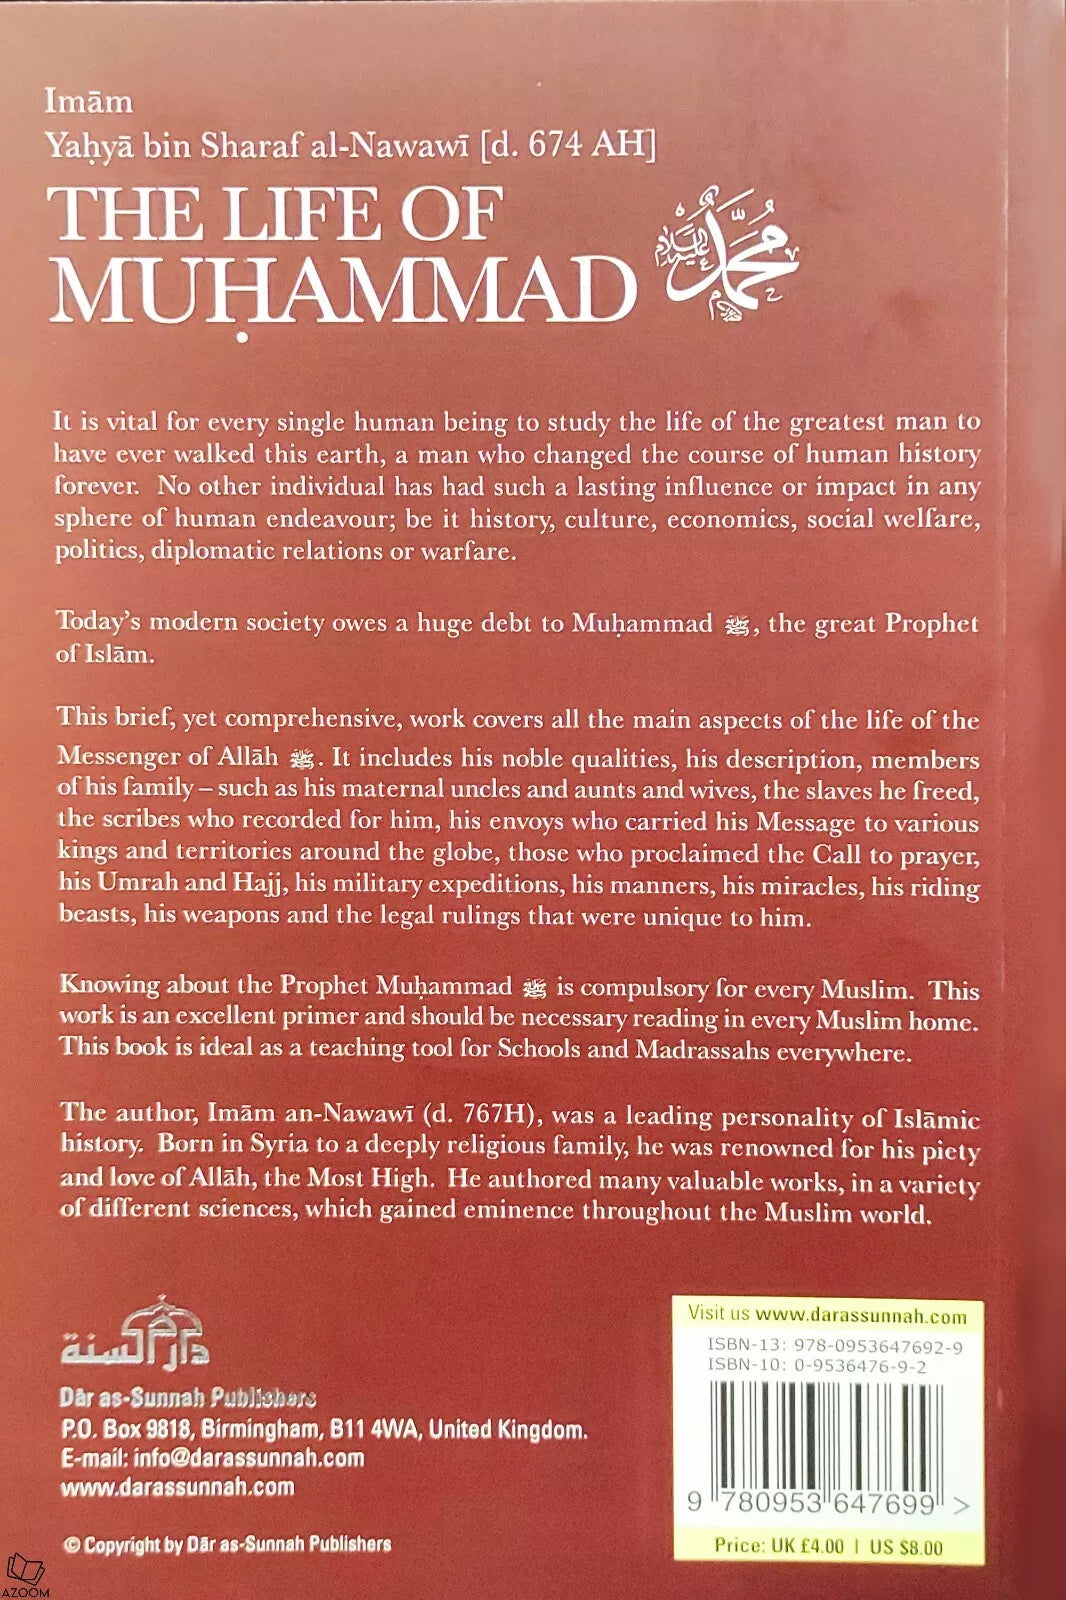 Imām
Yaḥyā bin Sharaf al-Nawawī [d. 674 AH]
THE LIFE OF
MUḤAMMAD
محمد
عليه السلام
It is vital for every single human being to study the life of the greatest man to
have ever walked this earth, a man who changed the course of human history
forever. No other individual has had such a lasting influence or impact in any
sphere of human endeavour; be it history, culture, economics, social welfare,
politics, diplomatic relations or warfare.
Today's modern society owes a huge debt to Muḥammad ﷺ, the great Prophet
of Islām.
This brief, yet comprehensive, work covers all the main aspects of the life of the
Messenger of Allāh ﷺ. It includes his noble qualities, his description, members
of his family – such as his maternal uncles and aunts and wives, the slaves he freed,
the scribes who recorded for him, his envoys who carried his Message to various
kings and territories around the globe, those who proclaimed the Call to prayer,
his Umrah and Hajj, his military expeditions, his manners, his miracles, his riding
beasts, his weapons and the legal rulings that were unique to him.
Knowing about the Prophet Muḥammad ﷺ is compulsory for every Muslim. This
work is an excellent primer and should be necessary reading in every Muslim home.
This book is ideal as a teaching tool for Schools and Madrassahs everywhere.
The author, Imām an-Nawawī (d. 767H), was a leading personality of Islāmic
history. Born in Syria to a deeply religious family, he was renowned for his piety
and love of Allāh, the Most High. He authored many valuable works, in a variety
of different sciences, which gained eminence throughout the Muslim world.
دار السنة
Dār as-Sunnah Publishers
P.O. Box 9818, Birmingham, B11 4WA, United Kingdom.
E-mail: info@darassunnah.com
www.darassunnah.com
© Copyright by Dār as-Sunnah Publishers
Visit us www.darassunnah.com
ISBN-13: 978-0953647692-9
ISBN-10: 0-9536476-9-2
9 780953 647699 >
Price: UK £4.00 | US $8.00
AZOOM